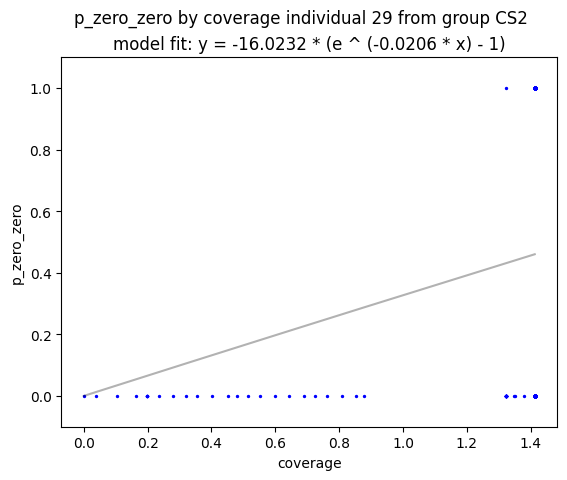 p_zero_zero by coverage individual 29 from group CS2
model fit: y = -16.0232 * (e ^ (-0.0206 * x) - 1)
1.0
0.8
0.6
0.4
0.2
0.0
p_zero_zero
0.0 0.2 0.4 0.6 0.8 1.0 1.2 1.4
coverage